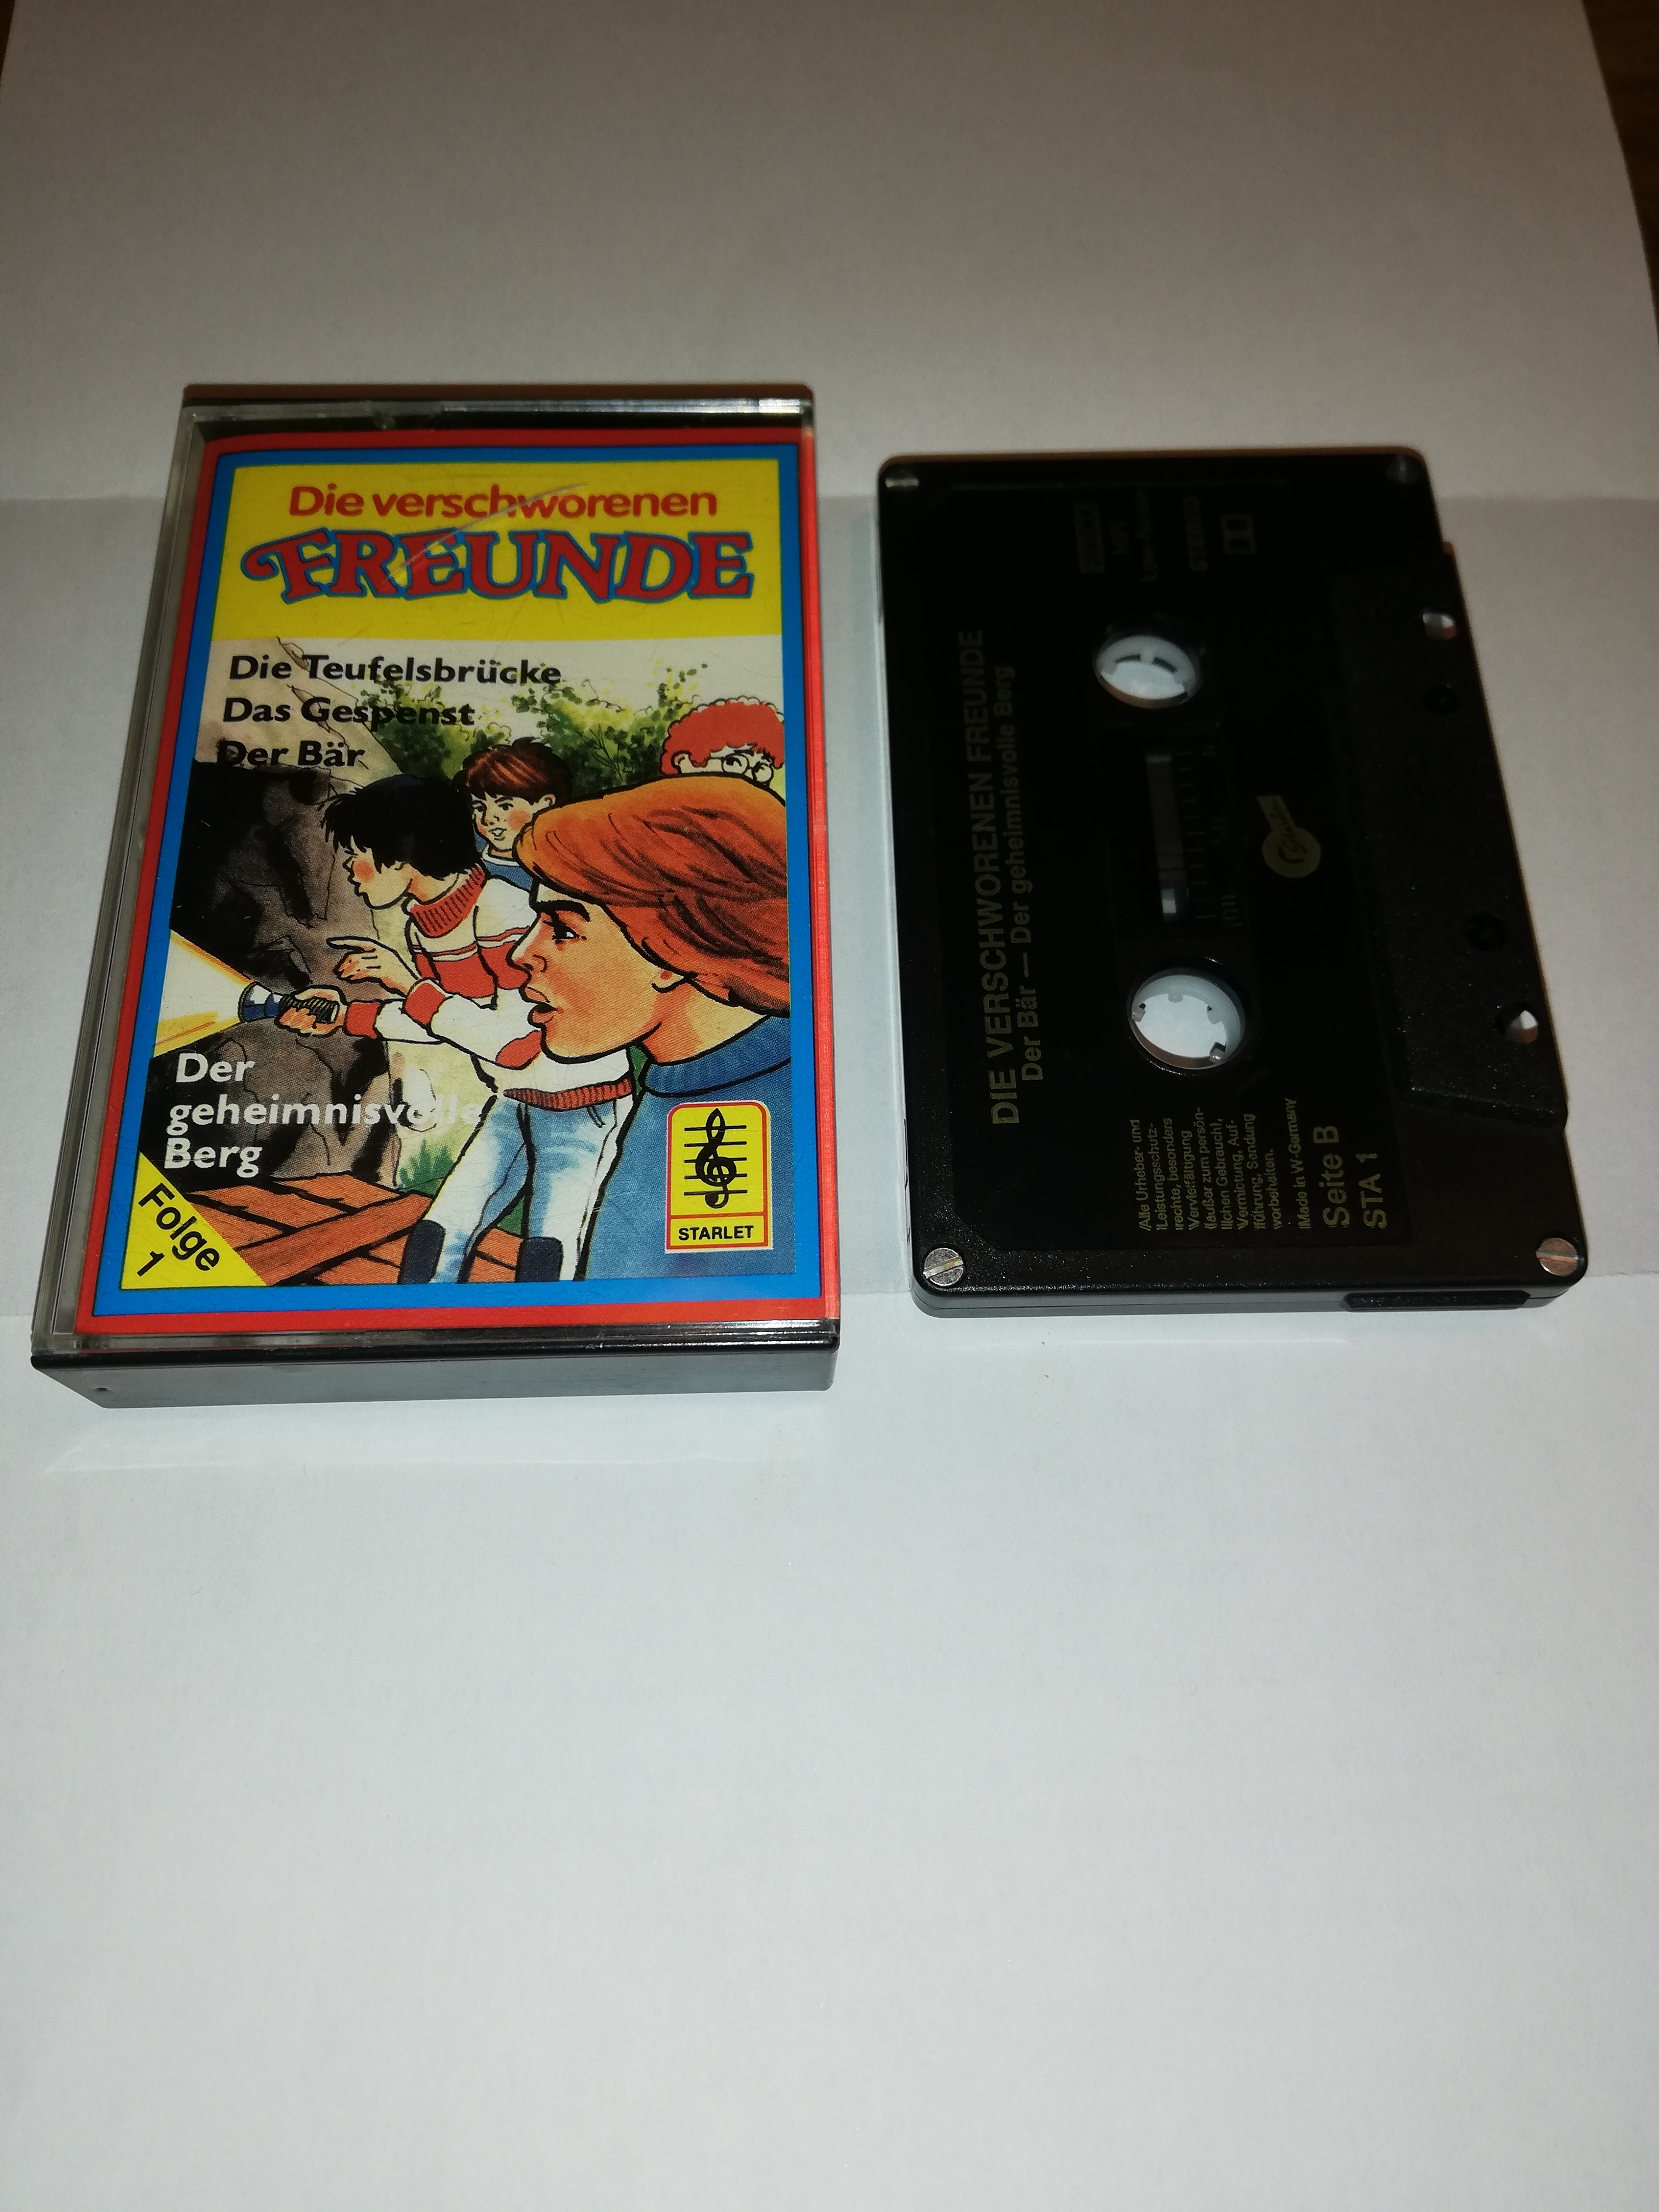 Die verschworenen
FREUNDE
Die Teufelsbrücke
Das Gespenst
Der Bär
Der
geheimnisvolle
Berg
Folge
1
STARLET
DIE VERSCHWORENEN FREUNDE
Der Bär — Der geheimnisvolle Berg
Alle Urheber- und
Leistungsschutz-
rechte, besonders
Vervielfältigung
(außer zum persön-
lichen Gebrauch),
Vermietung, Auf-
führung, Sendung
vorbehalten.
Made in W.-Germany
Seite B
STA 1
STEREO
100
0